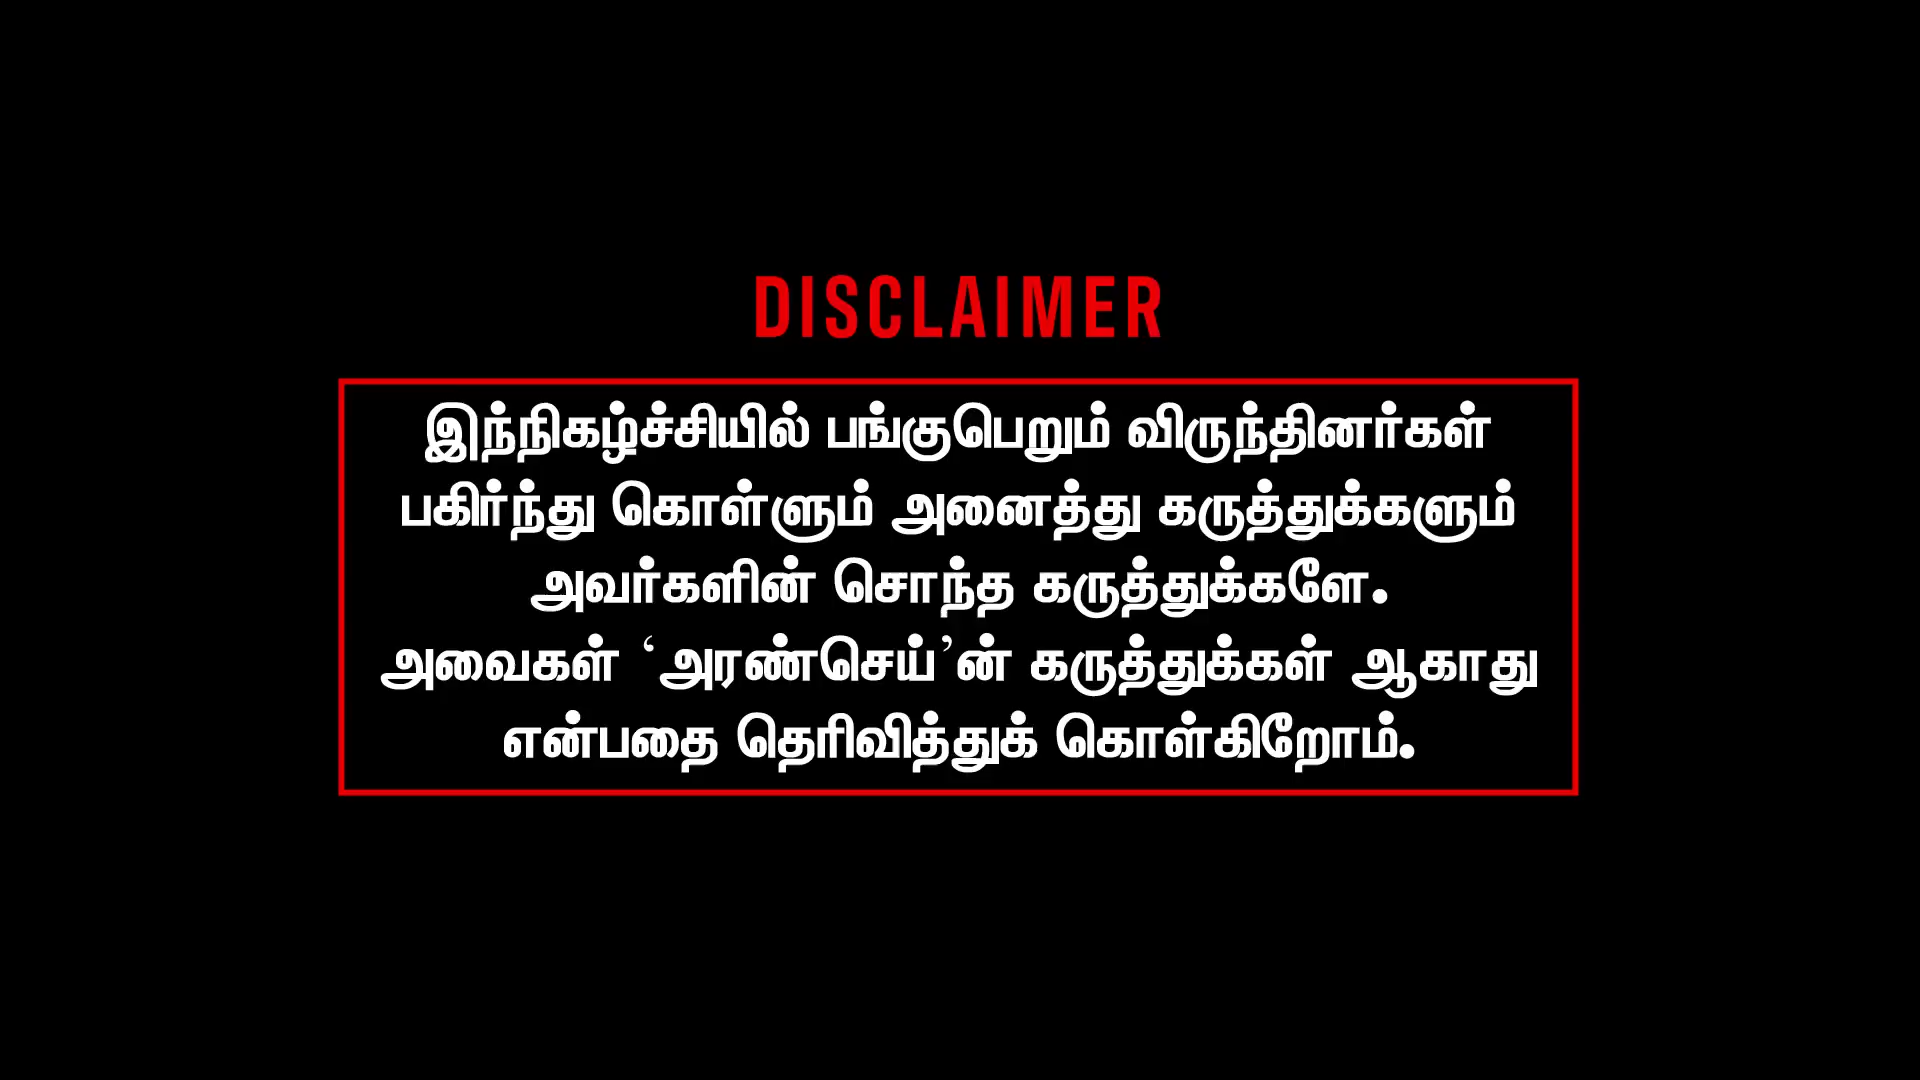 DISCLAIMER
இந்நிகழ்ச்சியில் பங்குபெறும் விருந்தினர்கள்
பகிர்ந்து கொள்ளும் அனைத்து கருத்துக்களும்
அவர்களின் சொந்த கருத்துக்களே.
அவைகள் ‘அரண்செய்’ன் கருத்துக்கள் ஆகாது
என்பதை தெரிவித்துக் கொள்கிறோம்.